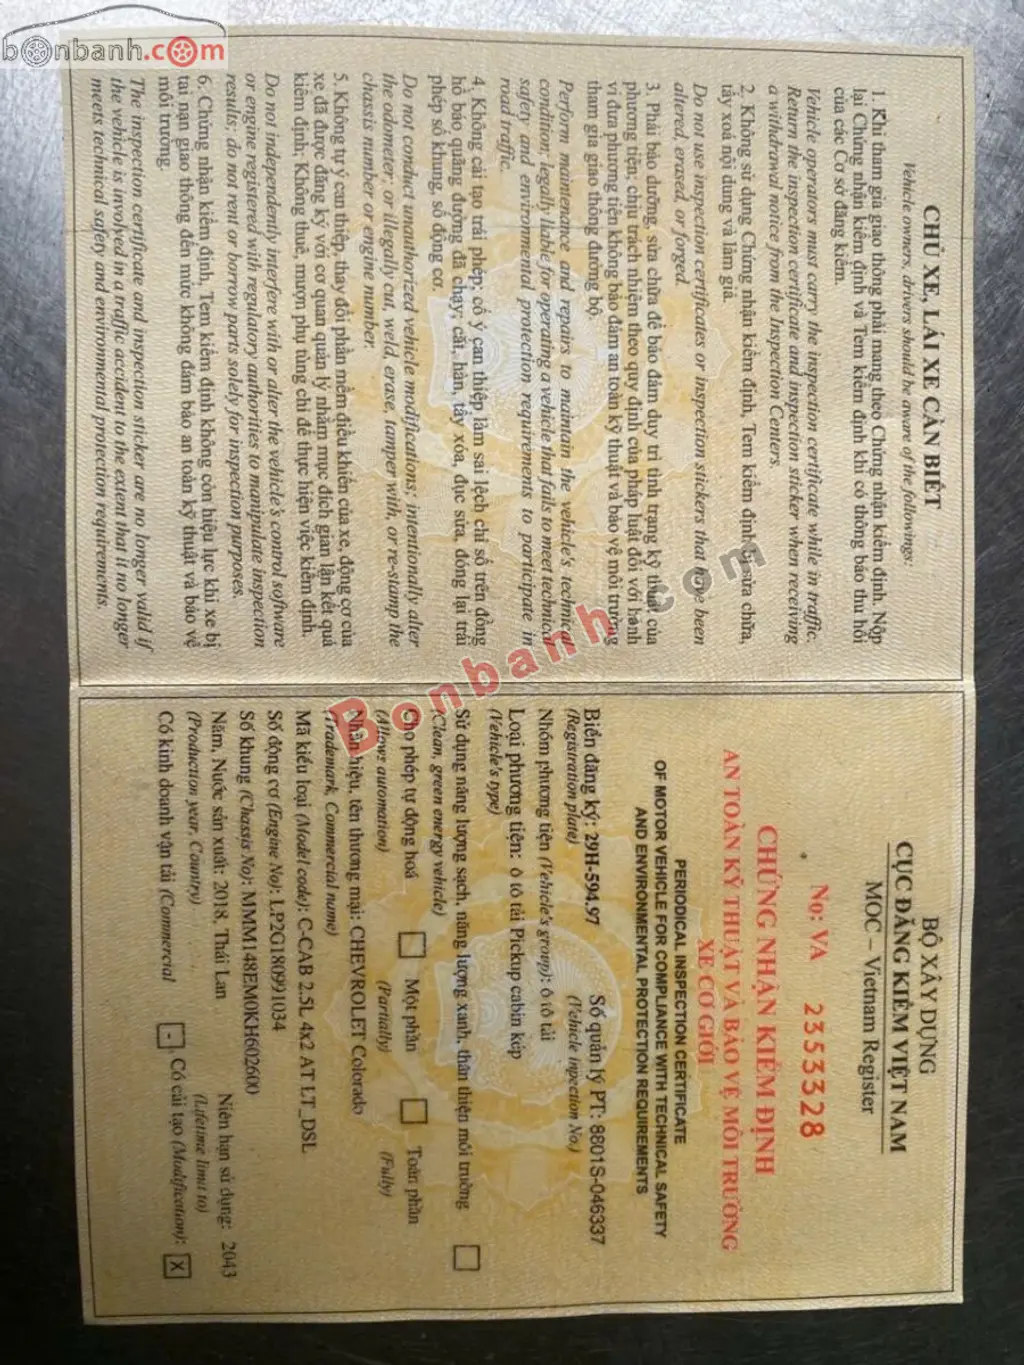 bonbanh.com
CHỦ XE, LÁI XE CẦN BIẾT
Vehicle owners, drivers should be aware of the followings:
1. Khi tham gia giao thông phải mang theo Chứng nhận kiểm định. Nộp
lại Chứng nhận kiểm định và Tem kiểm định khi có thông báo thu hồi
của các Cơ sở đăng kiểm.
Vehicle operators must carry the inspection certificate while in traffic.
Return the inspection certificate and inspection sticker when receiving
a withdrawal notice from the Inspection Centers.
2. Không sử dụng Chứng nhận kiểm định, Tem kiểm định bị sửa chữa,
tẩy xoá nội dung và làm giả.
Do not use inspection certificates or inspection stickers that have been
altered, erased, or forged.
3. Phải bảo dưỡng, sửa chữa để bảo đảm duy trì tình trạng kỹ thuật của
phương tiện; chịu trách nhiệm theo quy định của pháp luật đối với hành
vi đưa phương tiện không bảo đảm an toàn kỹ thuật và bảo vệ môi trường
tham gia giao thông đường bộ.
Perform maintenance and repairs to maintain the vehicle's technical
condition; legally liable for operating a vehicle that fails to meet technical
safety and environmental protection requirements to participate in
road traffic.
4. Không cải tạo trái phép; cố ý can thiệp làm sai lệch chỉ số trên đồng
hồ báo quãng đường đã chạy; cắt, hàn, tẩy xóa, đục sửa, đóng lại trái
phép số khung, số động cơ.
Do not conduct unauthorized vehicle modifications; intentionally alter
the odometer; or illegally cut, weld, erase, tamper with, or re-stamp the
chassis number or engine number.
5. Không tự ý can thiệp, thay đổi phần mềm điều khiển của xe, động cơ của
xe đã được đăng ký với cơ quan quản lý nhằm mục đích gian lận kết quả
kiểm định. Không thuê, mượn phụ tùng chỉ để thực hiện việc kiểm định.
Do not independently interfere with or alter the vehicle's control software
or engine registered with regulatory authorities to manipulate inspection
results; do not rent or borrow parts solely for inspection purposes.
6. Chứng nhận kiểm định, Tem kiểm định không còn hiệu lực khi xe bị
tai nạn giao thông đến mức không đảm bảo an toàn kỹ thuật và bảo vệ
môi trường.
The inspection certificate and inspection sticker are no longer valid if
the vehicle is involved in a traffic accident to the extent that it no longer
meets technical safety and environmental protection requirements.
BỘ XÂY DỰNG
CỤC ĐĂNG KIỂM VIỆT NAM
MOC – Vietnam Register
No: VA 2353328
CHỨNG NHẬN KIỂM ĐỊNH
AN TOÀN KỸ THUẬT VÀ BẢO VỆ MÔI TRƯỜNG
XE CƠ GIỚI
PERIODICAL INSPECTION CERTIFICATE
OF MOTOR VEHICLE FOR COMPLIANCE WITH TECHNICAL SAFETY
AND ENVIRONMENTAL PROTECTION REQUIREMENTS
Biển đăng ký: 29H-594.97 Số quản lý PT: 8801S-046337
(Registration plate) (Vehicle inpection No.)
Nhóm phương tiện (Vehicle's group): ô tô tải
Loại phương tiện: ô tô tải Pickup cabin kép
(Vehicle's type)
Sử dụng năng lượng sạch, năng lượng xanh, thân thiện môi trường
(Clean, green energy vehicle)
Cho phép tự động hoá Một phần Toàn phần
(Allows automation) (Partially) (Fully)
Nhãn hiệu, tên thương mại: CHEVROLET Colorado
(Trademark, Commercial name)
Mã kiểu loại (Model code): C-CAB 2.5L 4x2 AT LT_DSL
Số động cơ (Engine No): LP2G180991034
Số khung (Chassis No): MMM148EM0KH602600
Năm, Nước sản xuất: 2018, Thái Lan Niên hạn sử dụng: 2043
(Production year, Country) (Lifetime limit to)
Có kinh doanh vận tải (Commercial - Có cải tạo (Modification): X
Bonbanh.com